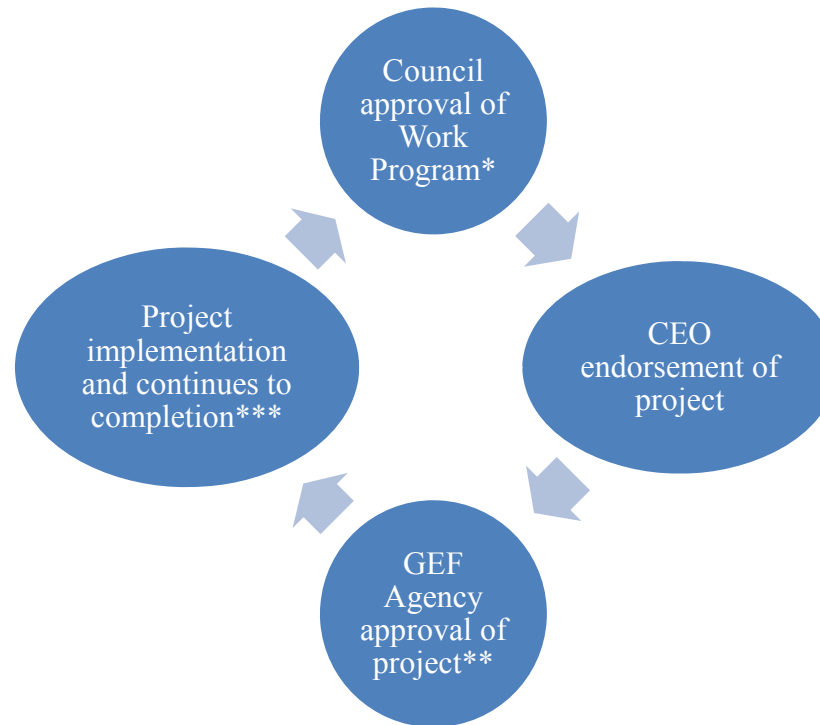 Council
approval of
Work
Program*
CEO
endorsement of
project
GEF
Agency
approval of
project**
Project
implementation
and continues to
completion***